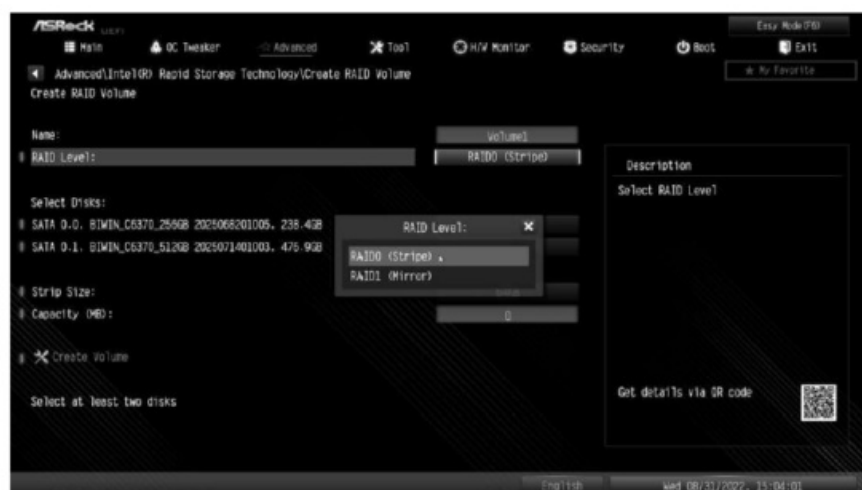 ASRock UEFI
Easy Mode(F6)
Main OC Tweaker Advanced Tool H/W Monitor Security Boot Exit
Advanced\Intel(R) Rapid Storage Technology\Create RAID Volume
My Favorite
Create RAID Volume
Name: Volume1
RAID Level: RAID0 (Stripe)
Description
Select RAID Level
Select Disks:
SATA 0.0, BIWIN_C6370_256GB 2025068201005, 238.4GB
SATA 0.1, BIWIN_C6370_512GB 2025071401003, 476.9GB
RAID Level:
RAID0 (Stripe)
RAID1 (Mirror)
Strip Size:
Capacity (MB): 0
Create Volume
Select at least two disks
Get details via QR code
English Wed 08/31/2022, 15:04:01